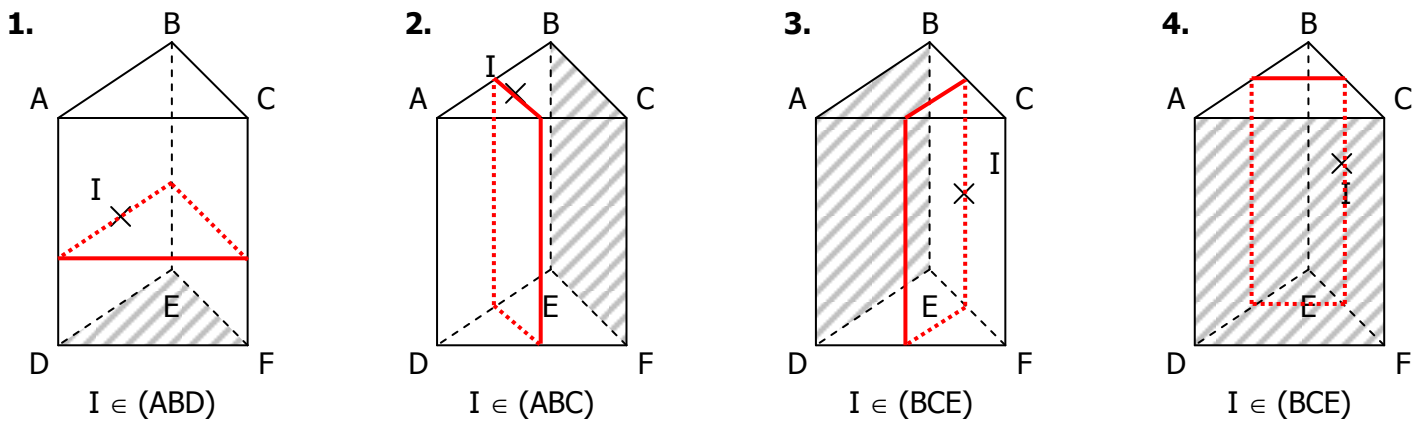 1.
B
A
C
I
E
D
F
I ∈ (ABD)
2.
B
I
A
C
E
D
F
I ∈ (ABC)
3.
B
A
C
I
E
D
F
I ∈ (BCE)
4.
B
A
C
I
E
D
F
I ∈ (BCE)